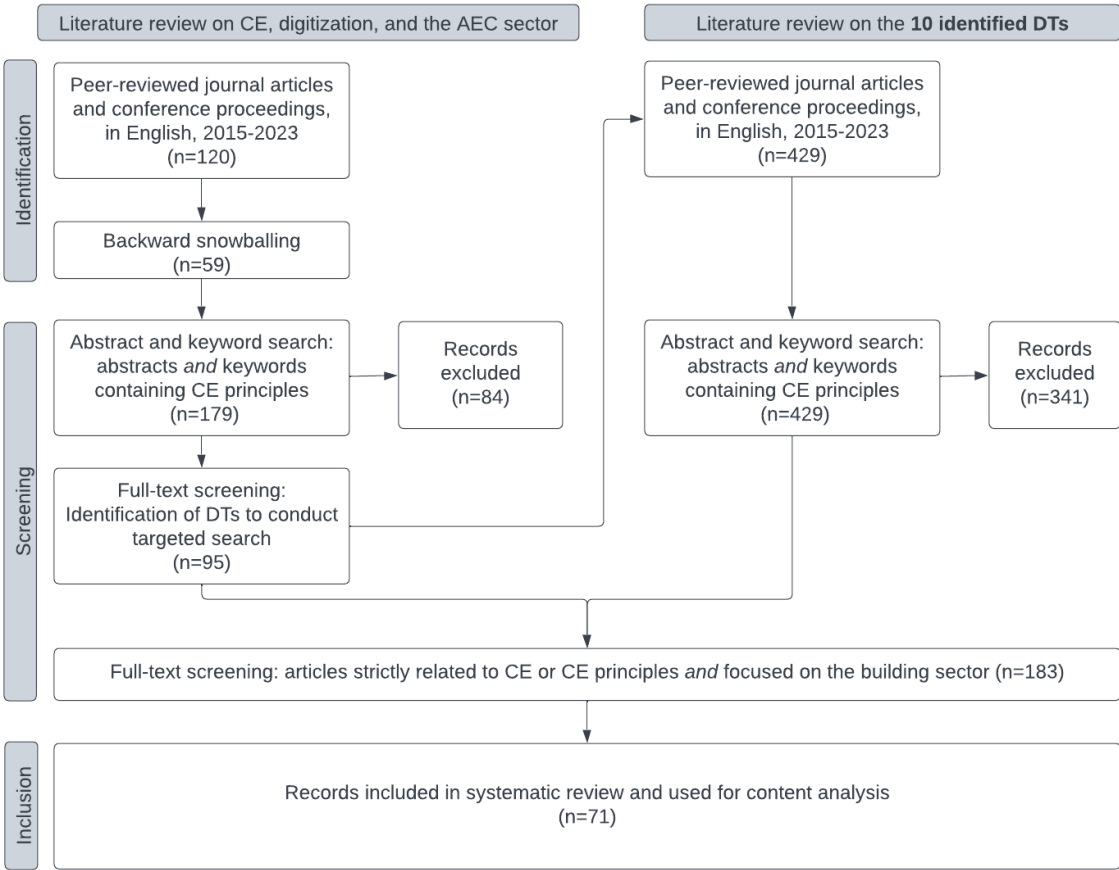 Literature review on CE, digitization, and the AEC sector
Literature review on the 10 identified DTs
Identification
Peer-reviewed journal articles
and conference proceedings,
in English, 2015-2023
(n=120)
Backward snowballing
(n=59)
Peer-reviewed journal articles
and conference proceedings,
in English, 2015-2023
(n=429)
Screening
Abstract and keyword search:
abstracts and keywords
containing CE principles
(n=179)
Records
excluded
(n=84)
Full-text screening:
Identification of DTs to conduct
targeted search
(n=95)
Abstract and keyword search:
abstracts and keywords
containing CE principles
(n=429)
Records
excluded
(n=341)
Full-text screening: articles strictly related to CE or CE principles and focused on the building sector (n=183)
Inclusion
Records included in systematic review and used for content analysis
(n=71)